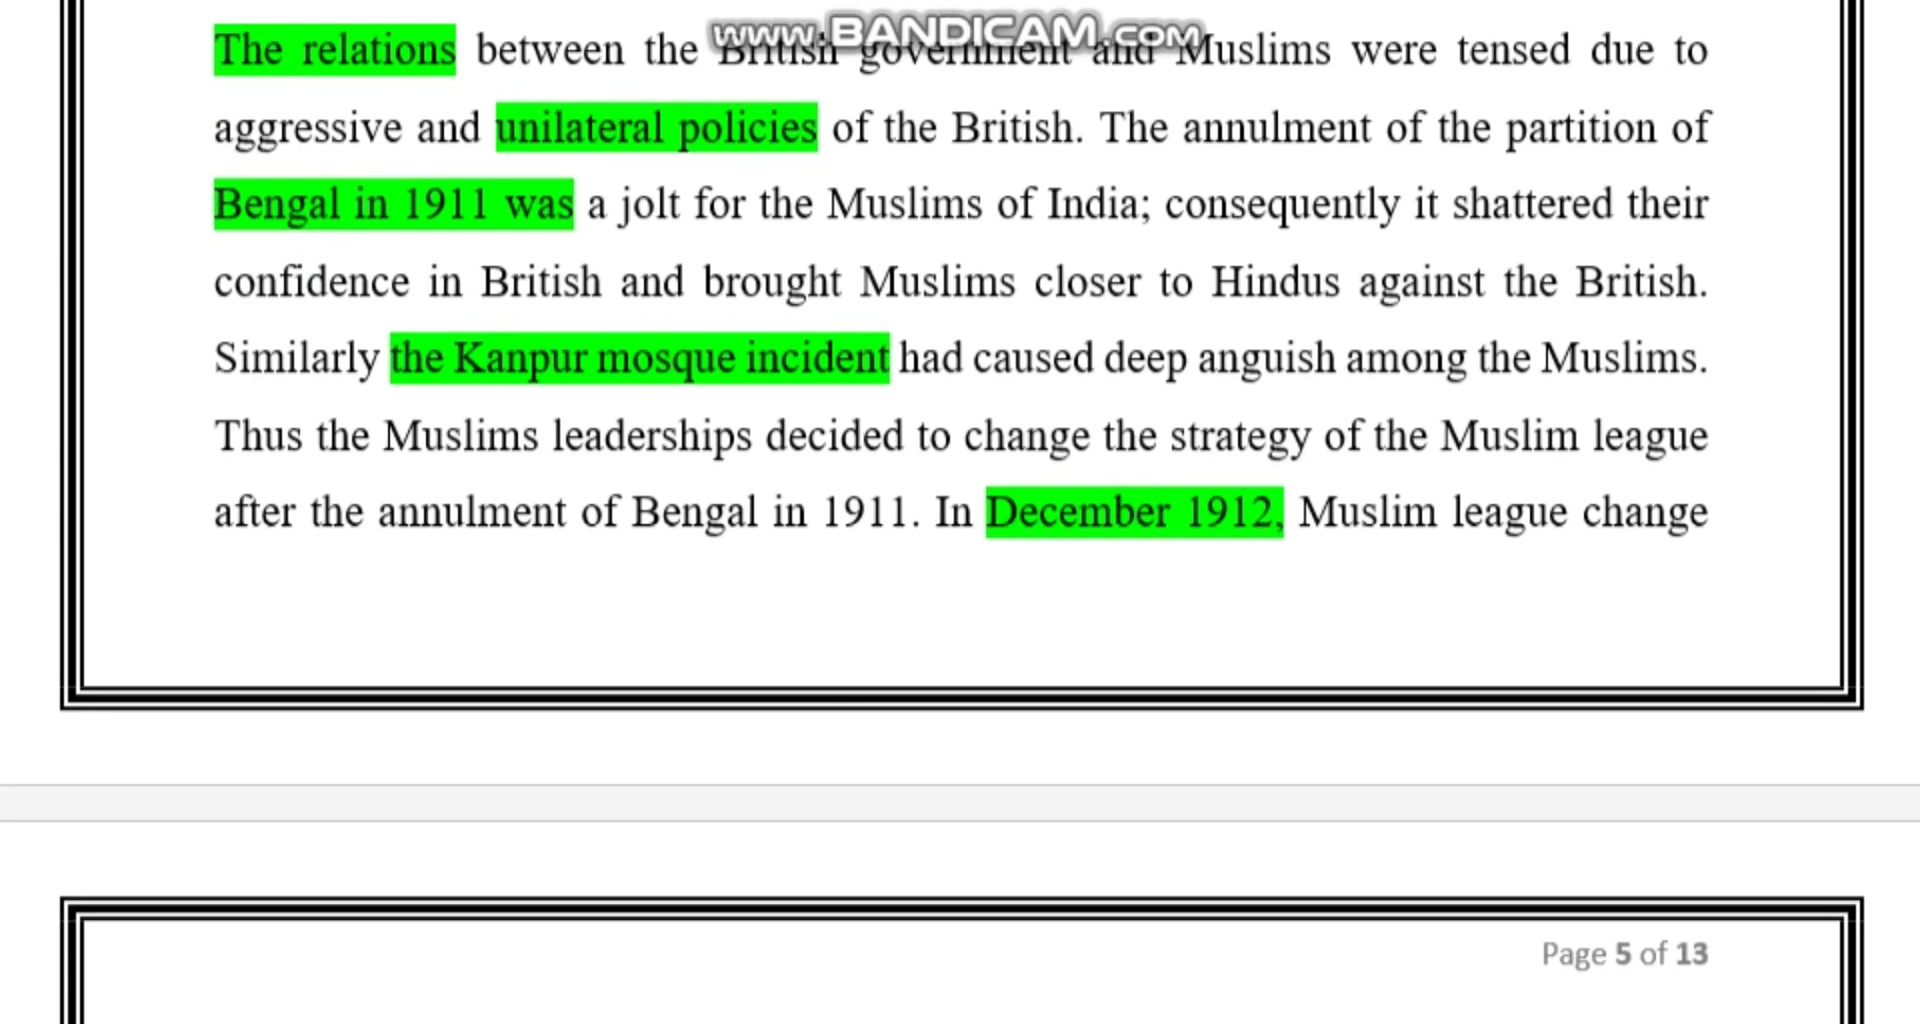 www.BANDICAM.com
The relations between the British government and Muslims were tensed due to
aggressive and unilateral policies of the British. The annulment of the partition of
Bengal in 1911 was a jolt for the Muslims of India; consequently it shattered their
confidence in British and brought Muslims closer to Hindus against the British.
Similarly the Kanpur mosque incident had caused deep anguish among the Muslims.
Thus the Muslims leaderships decided to change the strategy of the Muslim league
after the annulment of Bengal in 1911. In December 1912, Muslim league change
Page 5 of 13